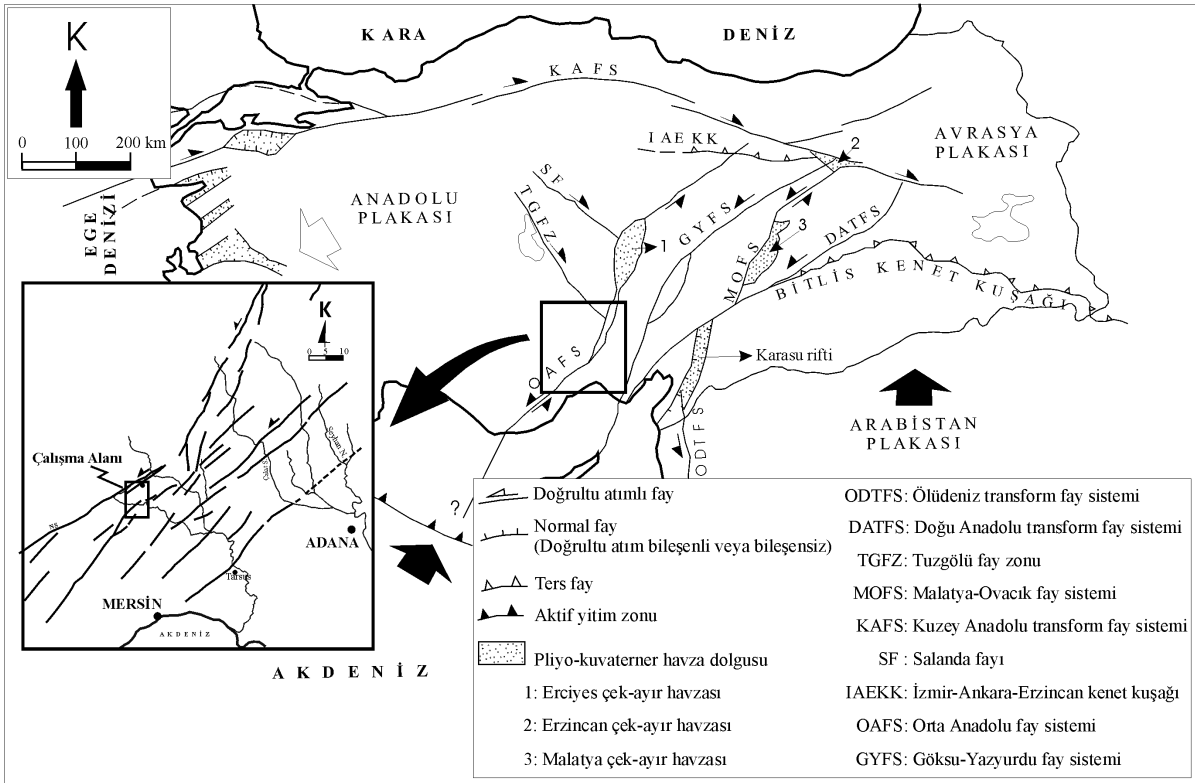 K
0 100 200 km
KARA DENİZ
KAFS
IAEKK
2
AVRASYA
PLAKASI
SF
TGFZ
ANADOLU
PLAKASI
EGE
DENİZİ
1
GYFS
3
MOFS
DATFS
BİTLİS KENET KUŞAĞI
OAFS
Karasu rifti
ODTFS
ARABİSTAN
PLAKASI
?
K
0 5 10
Seyhan N.
Çalışma Alanı
ADANA
Tarsus
MERSİN
AKDENİZ
AKDENİZ
Doğrultu atımlı fay
Normal fay
(Doğrultu atım bileşenli veya bileşensiz)
Ters fay
Aktif yitim zonu
Pliyo-kuvaterner havza dolgusu
1: Erciyes çek-ayır havzası
2: Erzincan çek-ayır havzası
3: Malatya çek-ayır havzası
ODTFS: Ölüdeniz transform fay sistemi
DATFS: Doğu Anadolu transform fay sistemi
TGFZ: Tuzgölü fay zonu
MOFS: Malatya-Ovacık fay sistemi
KAFS: Kuzey Anadolu transform fay sistemi
SF : Salanda fayı
IAEKK: İzmir-Ankara-Erzincan kenet kuşağı
OAFS: Orta Anadolu fay sistemi
GYFS: Göksu-Yazyurdu fay sistemi